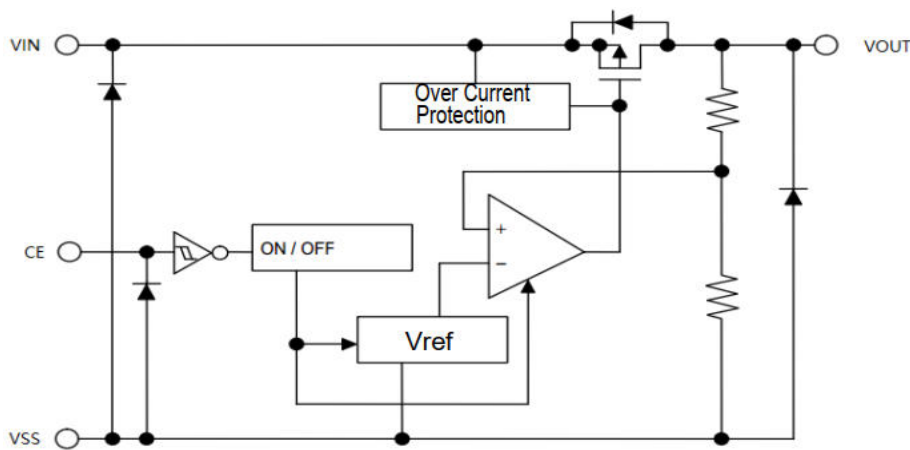 VIN
VOUT
Over Current
Protection
+
CE
ON / OFF
−
Vref
VSS